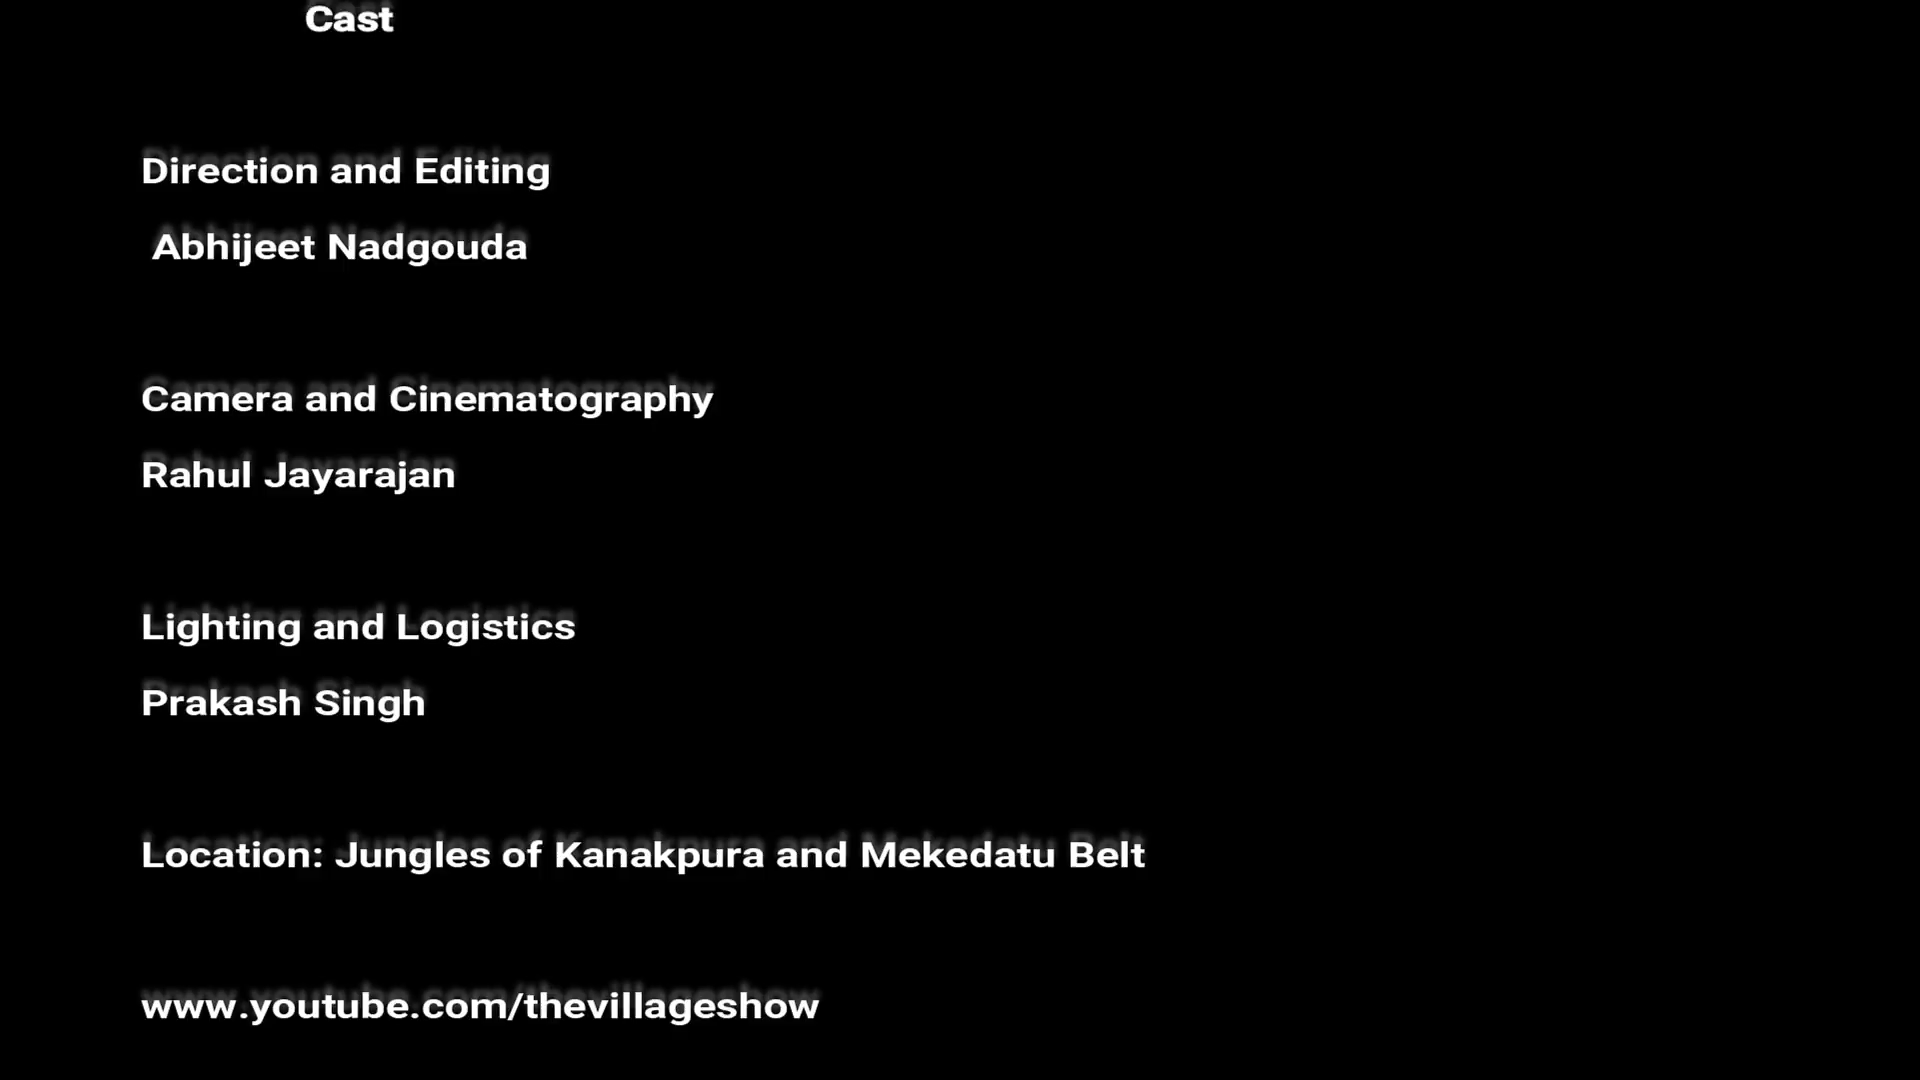 Cast
Direction and Editing
Abhijeet Nadgouda
Camera and Cinematography
Rahul Jayarajan
Lighting and Logistics
Prakash Singh
Location: Jungles of Kanakpura and Mekedatu Belt
www.youtube.com/thevillageshow